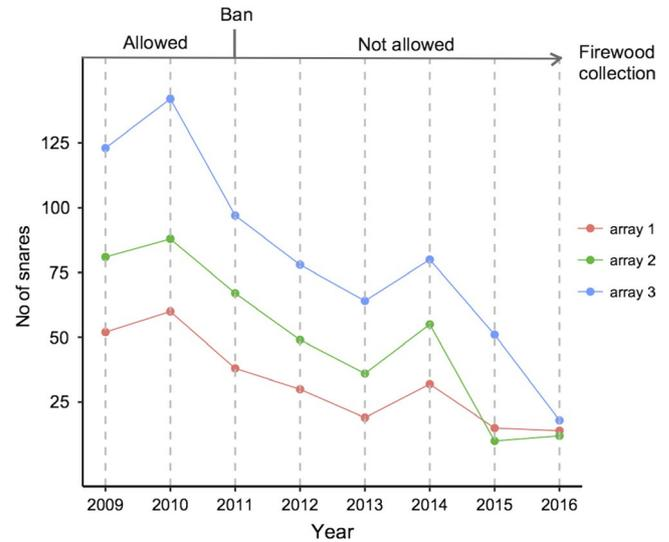 Ban
Allowed
Not allowed
Firewood
collection
No of snares
125
100
75
50
25
array 1
array 2
array 3
2009 2010 2011 2012 2013 2014 2015 2016
Year